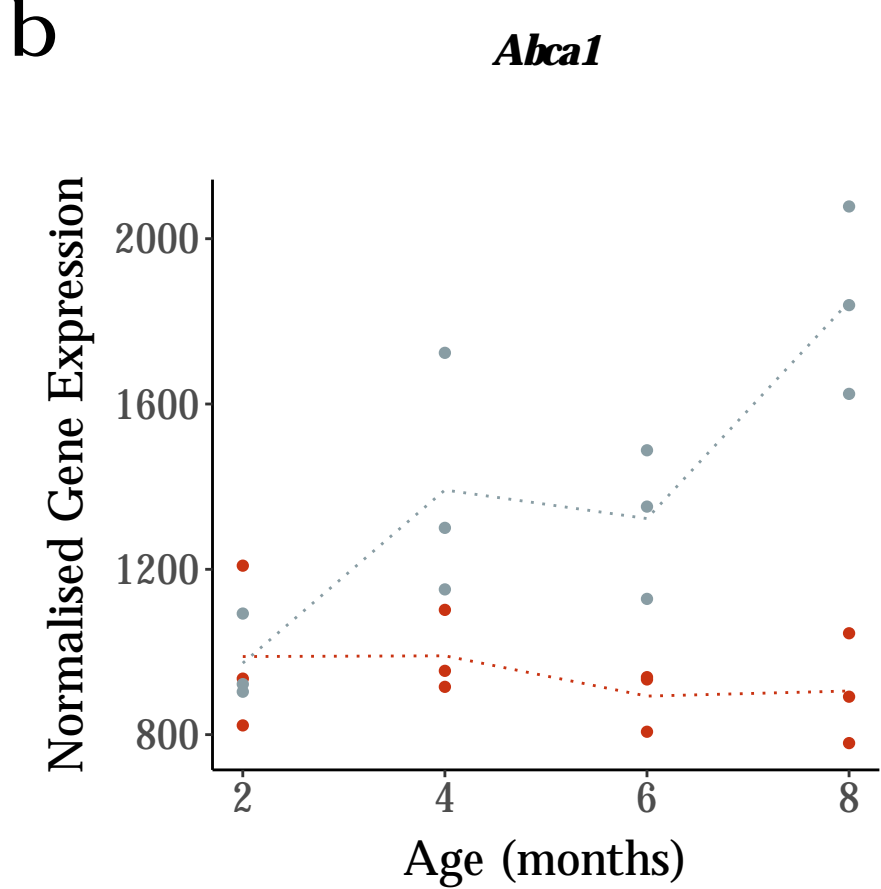 b
Abca1
Normalised Gene Expression
2000
1600
1200
800
2 4 6 8
Age (months)